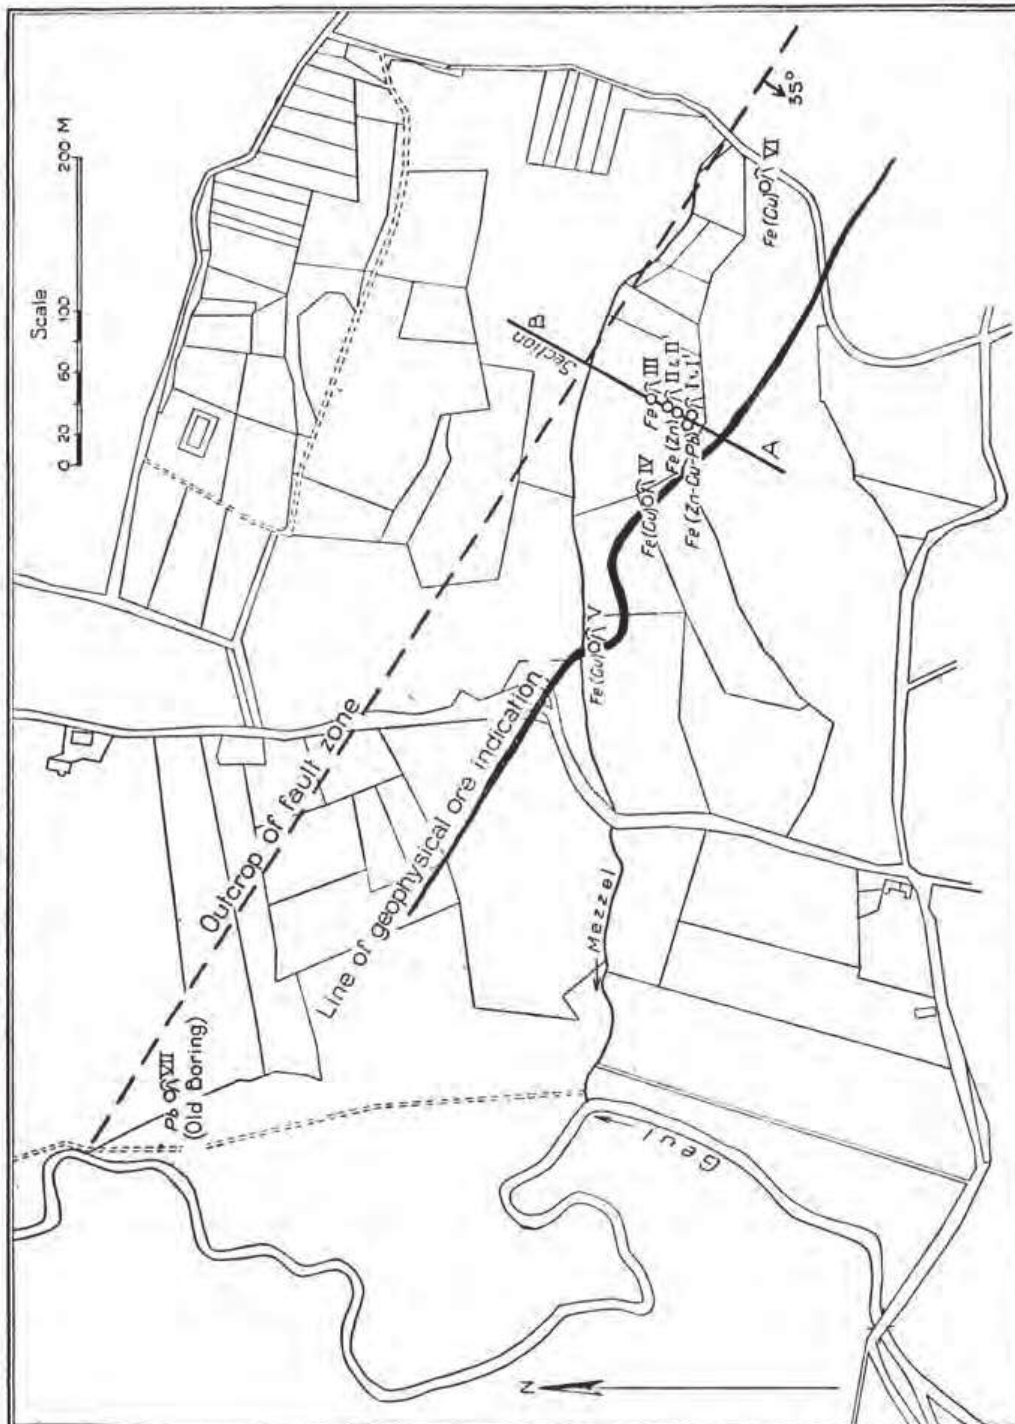 Scale
0 20 60 100 200 M
Pb VII
(Old Boring)
Outcrop of fault zone
Line of geophysical ore indication
Section
B
A
Fe III
Fe(Zn) II
Fe(Zn-Cu-Pb) I
Fe(Cu) IV
Fe(Cu) V
Fe(Cu) VI
35°
Mezzel
Geul
N